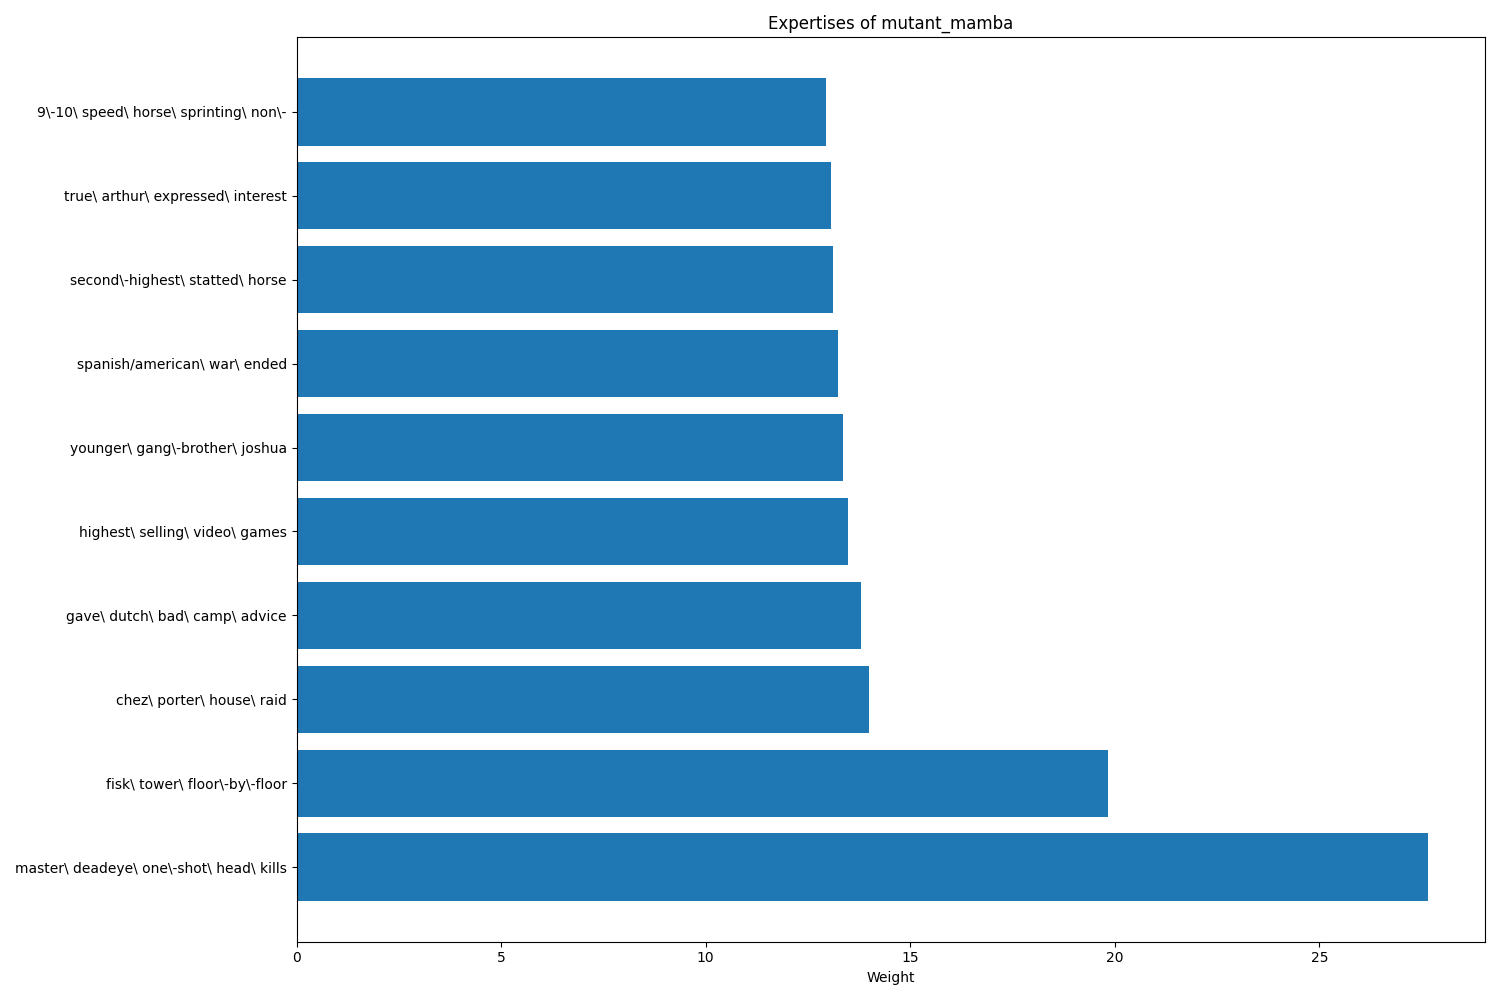 Expertises of mutant_mamba
9\-10\ speed\ horse\ sprinting\ non\-
true\ arthur\ expressed\ interest
second\-highest\ statted\ horse
spanish/american\ war\ ended
younger\ gang\-brother\ joshua
highest\ selling\ video\ games
gave\ dutch\ bad\ camp\ advice
chez\ porter\ house\ raid
fisk\ tower\ floor\-by\-floor
master\ deadeye\ one\-shot\ head\ kills
0 5 10 15 20 25
Weight